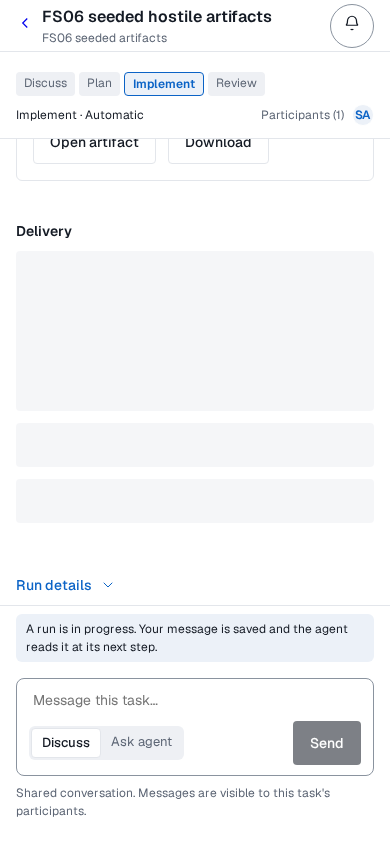 FS06 seeded hostile artifacts
FS06 seeded artifacts
Discuss Plan Implement Review
Implement · Automatic Participants (1) SA
Open artifact Download
Delivery
Run details
A run is in progress. Your message is saved and the agent
reads it at its next step.
Message this task...
Discuss Ask agent Send
Shared conversation. Messages are visible to this task's
participants.